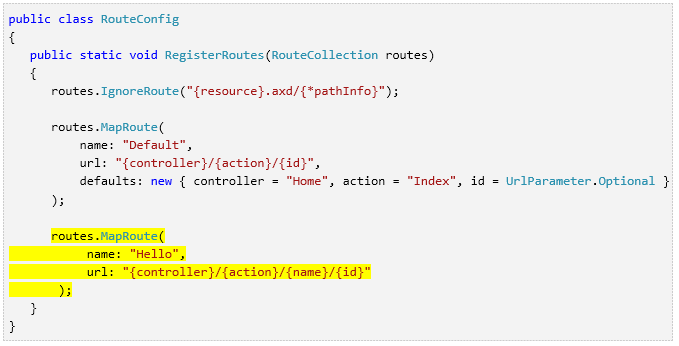 public class RouteConfig
{
   public static void RegisterRoutes(RouteCollection routes)
   {
      routes.IgnoreRoute("{resource}.axd/{*pathInfo}");

      routes.MapRoute(
          name: "Default",
          url: "{controller}/{action}/{id}",
          defaults: new { controller = "Home", action = "Index", id = UrlParameter.Optional }
      );

      routes.MapRoute(
           name: "Hello",
           url: "{controller}/{action}/{name}/{id}"
       );
   }
}